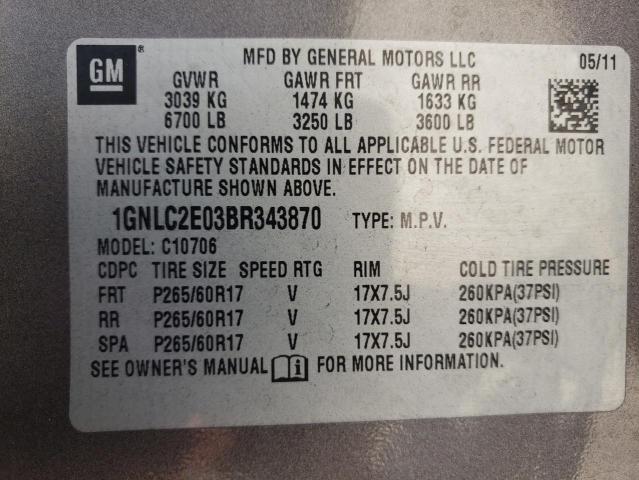 GM ® MFD BY GENERAL MOTORS LLC 05/11
GVWR GAWR FRT GAWR RR
3039 KG 1474 KG 1633 KG
6700 LB 3250 LB 3600 LB
THIS VEHICLE CONFORMS TO ALL APPLICABLE U.S. FEDERAL MOTOR
VEHICLE SAFETY STANDARDS IN EFFECT ON THE DATE OF
MANUFACTURE SHOWN ABOVE.
1GNLC2E03BR343870 TYPE: M.P.V.
MODEL: C10706
CDPC TIRE SIZE SPEED RTG RIM COLD TIRE PRESSURE
FRT P265/60R17 V 17X7.5J 260KPA(37PSI)
RR P265/60R17 V 17X7.5J 260KPA(37PSI)
SPA P265/60R17 V 17X7.5J 260KPA(37PSI)
SEE OWNER'S MANUAL i FOR MORE INFORMATION.